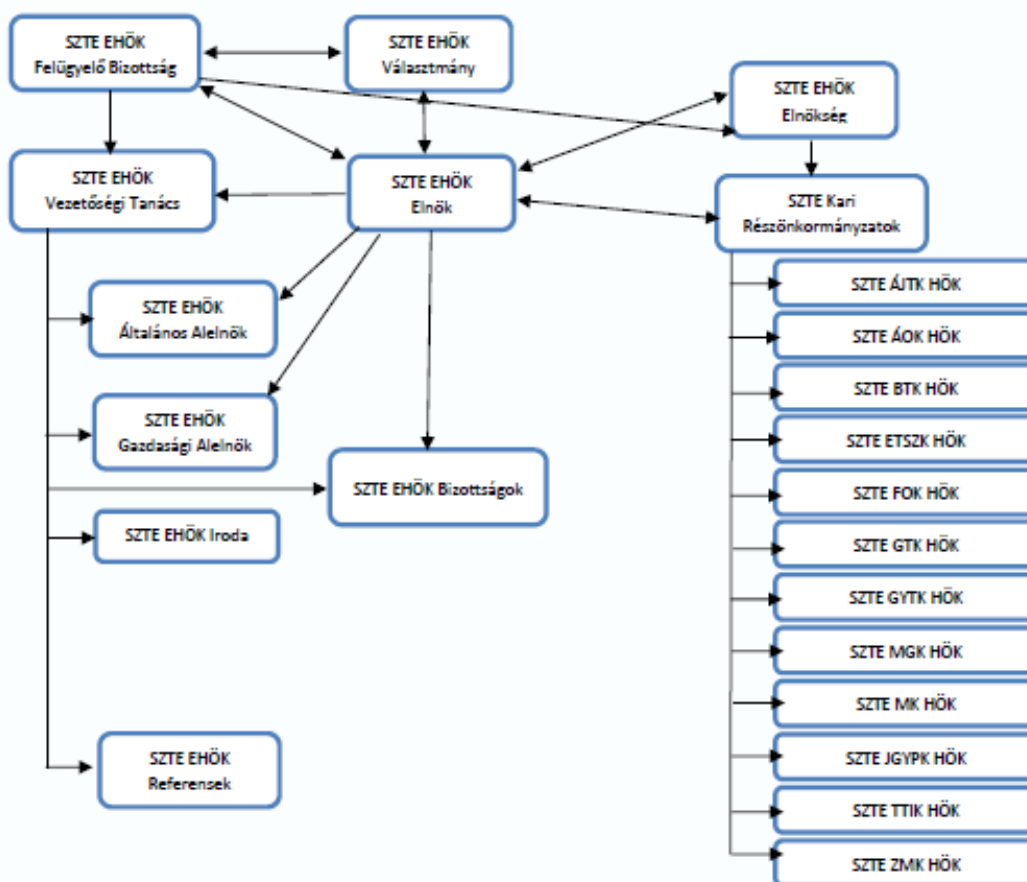 SZTE EHÖK
Felügyelő Bizottság
SZTE EHÖK
Választmány
SZTE EHÖK
Elnökség
SZTE EHÖK
Vezetőségi Tanács
SZTE EHÖK
Elnök
SZTE Kari
Részönkormányzatok
SZTE EHÖK
Általános Alelnök
SZTE EHÖK
Gazdasági Alelnök
SZTE EHÖK Bizottságok
SZTE EHÖK Iroda
SZTE EHÖK
Referensek
SZTE ÁJTK HÖK
SZTE ÁOK HÖK
SZTE BTK HÖK
SZTE ETSZK HÖK
SZTE FOK HÖK
SZTE GTK HÖK
SZTE GYTK HÖK
SZTE MGK HÖK
SZTE MK HÖK
SZTE JGYPK HÖK
SZTE TTIK HÖK
SZTE ZMK HÖK